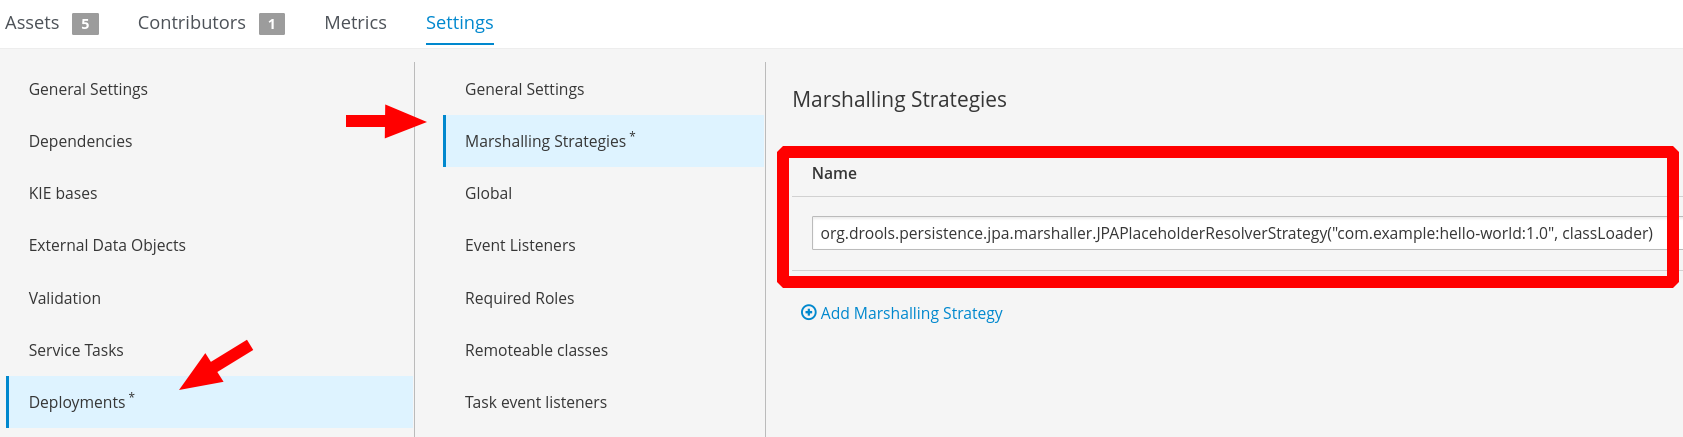 Assets 5 Contributors 1 Metrics Settings
General Settings
Dependencies
KIE bases
External Data Objects
Validation
Service Tasks
Deployments *
General Settings
Marshalling Strategies *
Global
Event Listeners
Required Roles
Remoteable classes
Task event listeners
Marshalling Strategies
Name
org.drools.persistence.jpa.marshaller.JPAPlaceholderResolverStrategy("com.example:hello-world:1.0", classLoader)
Add Marshalling Strategy